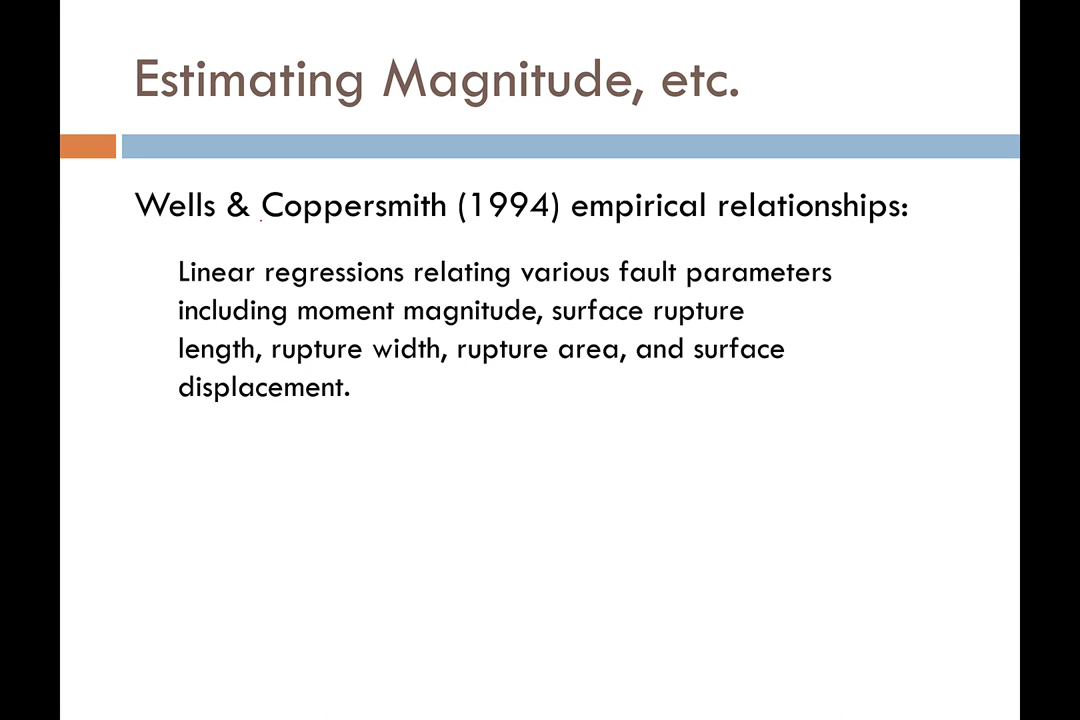 Estimating Magnitude, etc.
Wells & Coppersmith (1994) empirical relationships:
Linear regressions relating various fault parameters
including moment magnitude, surface rupture
length, rupture width, rupture area, and surface
displacement.